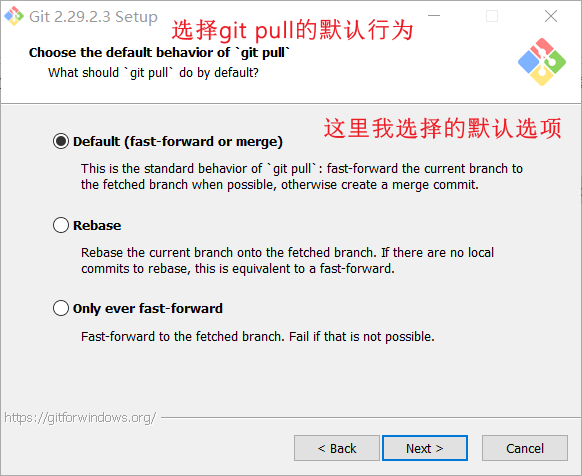 Git 2.29.2.3 Setup
选择git pull的默认行为
Choose the default behavior of `git pull`
What should `git pull` do by default?
这里我选择的默认选项
Default (fast-forward or merge)
This is the standard behavior of `git pull`: fast-forward the current branch to
the fetched branch when possible, otherwise create a merge commit.
Rebase
Rebase the current branch onto the fetched branch. If there are no local
commits to rebase, this is equivalent to a fast-forward.
Only ever fast-forward
Fast-forward to the fetched branch. Fail if that is not possible.
https://gitforwindows.org/
< Back
Next >
Cancel